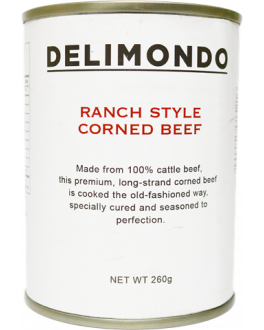 DELIMONDO
RANCH STYLE
CORNED BEEF
Made from 100% cattle beef,
this premium, long-strand corned beef
is cooked the old-fashioned way,
specially cured and seasoned to
perfection.
NET WT 260g